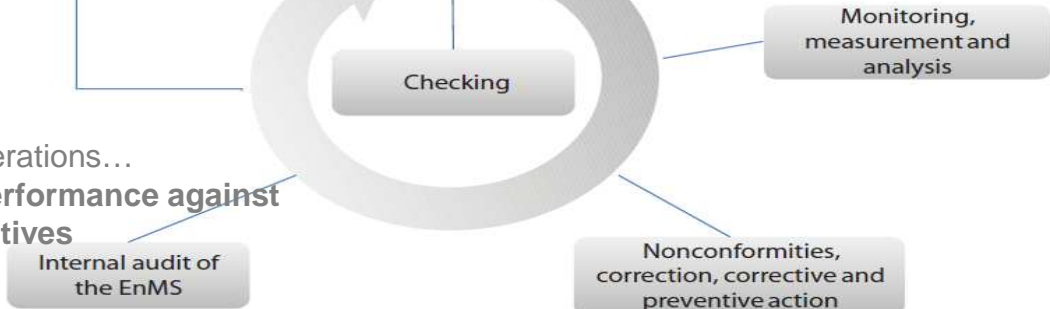 Monitoring,
measurement and
analysis
Checking
erations…
erformance against
tives
Internal audit of
the EnMS
Nonconformities,
correction, corrective and
preventive action